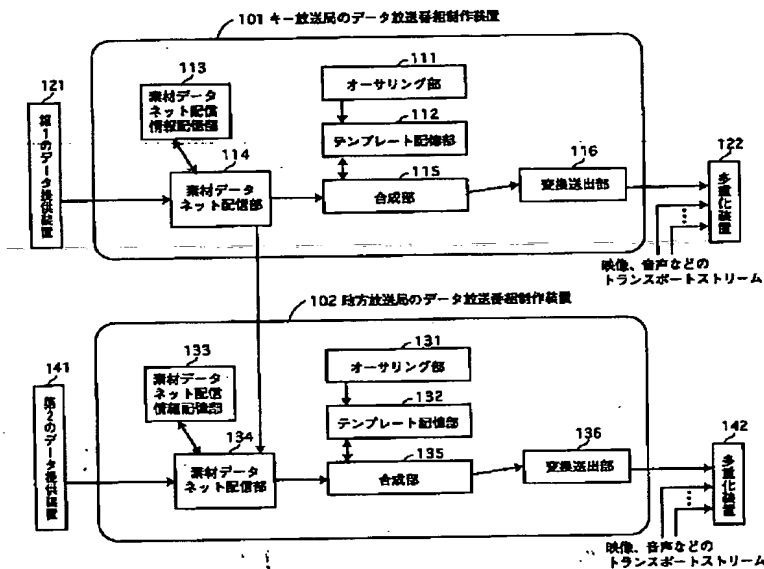 101 キー放送局のデータ放送番組制作装置
113
素材データ
ネット配信
情報記憶部
111
オーサリング部
112
テンプレート記憶部
121
第1のデータ提供装置
114
素材データ
ネット配信部
115
合成部
116
変換送出部
122
多重化装置
映像、音声などの
トランスポートストリーム
102 地方放送局のデータ放送番組制作装置
133
素材データ
ネット配信
情報記憶部
131
オーサリング部
132
テンプレート記憶部
141
第2のデータ提供装置
134
素材データ
ネット配信部
135
合成部
136
変換送出部
142
多重化装置
映像、音声などの
トランスポートストリーム